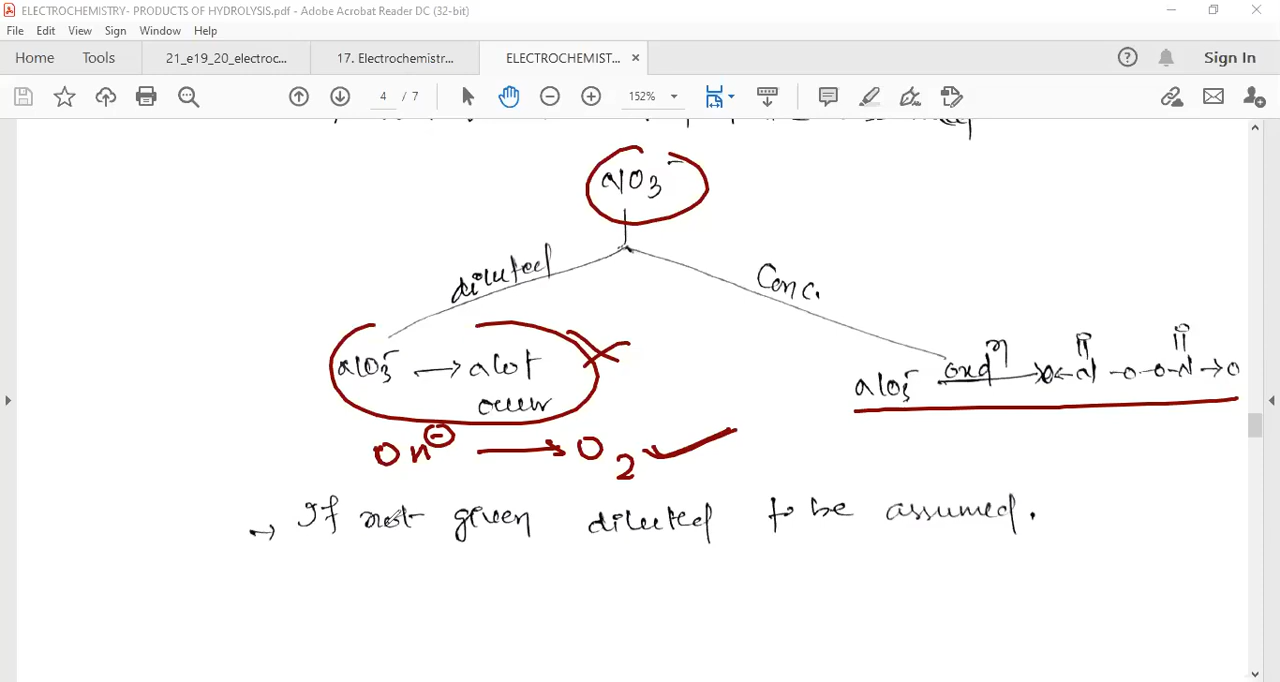 ELECTROCHEMISTRY- PRODUCTS OF HYDROLYSIS.pdf - Adobe Acrobat Reader DC (32-bit)
File Edit View Sign Window Help
Home Tools 21_e19_20_electroc... 17. Electrochemistr... ELECTROCHEMIST... × Sign In
4 / 7 152%
NO3⁻
diluted
Conc.
NO3⁻ → Not
occur
NO3⁻ oxdⁿ → O←N-O-O-N→O
OH⊖ → O2 ✓
→ If not given diluted to be assumed.